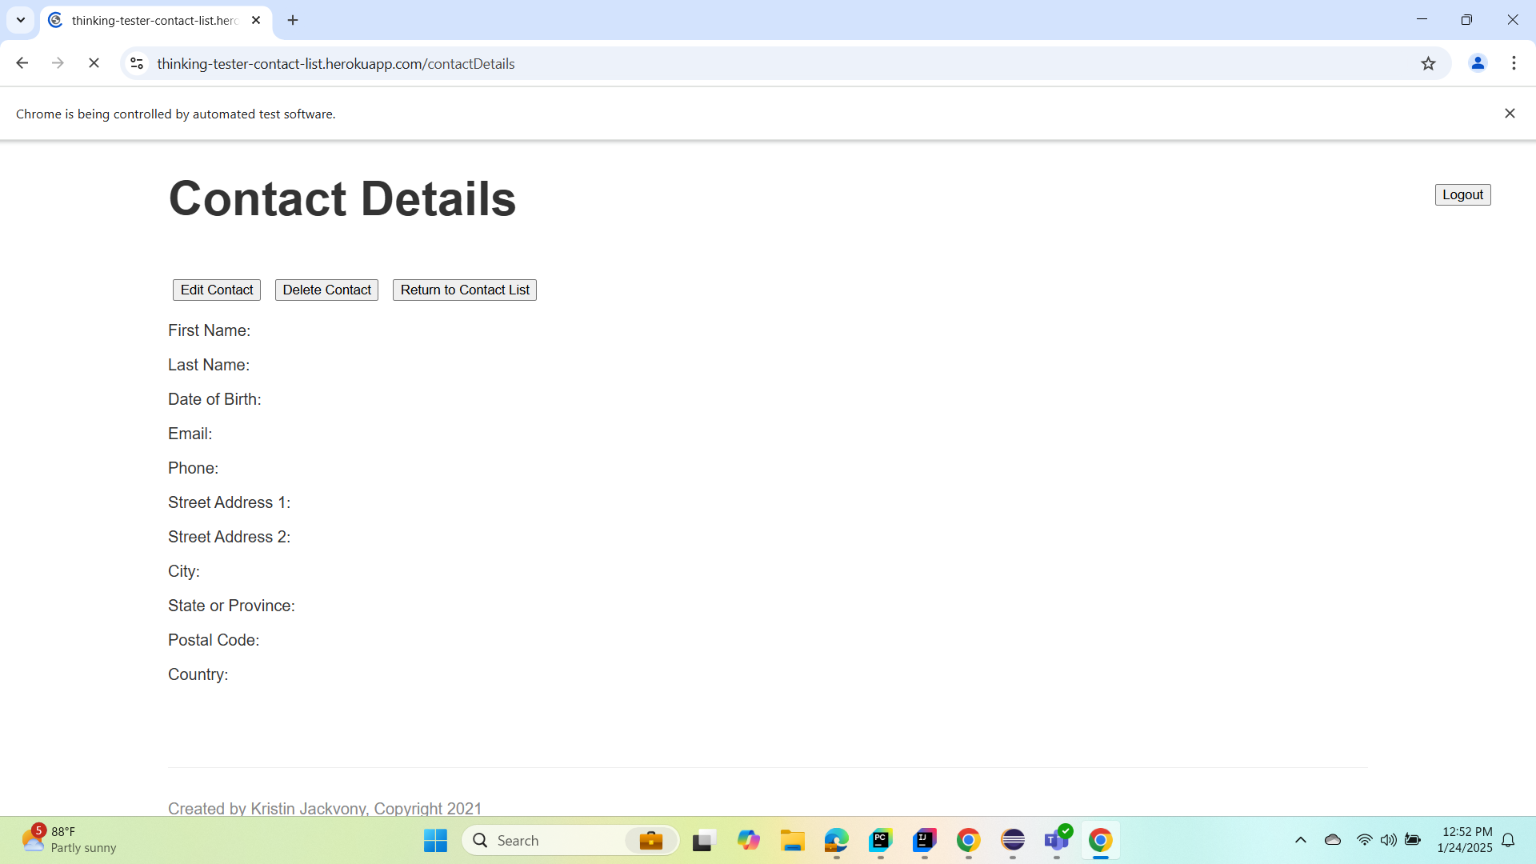 thinking-tester-contact-list.herc
thinking-tester-contact-list.herokuapp.com/contactDetails
Chrome is being controlled by automated test software.
Contact Details
Logout
Edit Contact
Delete Contact
Return to Contact List
First Name:
Last Name:
Date of Birth:
Email:
Phone:
Street Address 1:
Street Address 2:
City:
State or Province:
Postal Code:
Country:
Created by Kristin Jackvony, Copyright 2021
5
88°F
Partly sunny
Search
PC
IJ
12:52 PM
1/24/2025